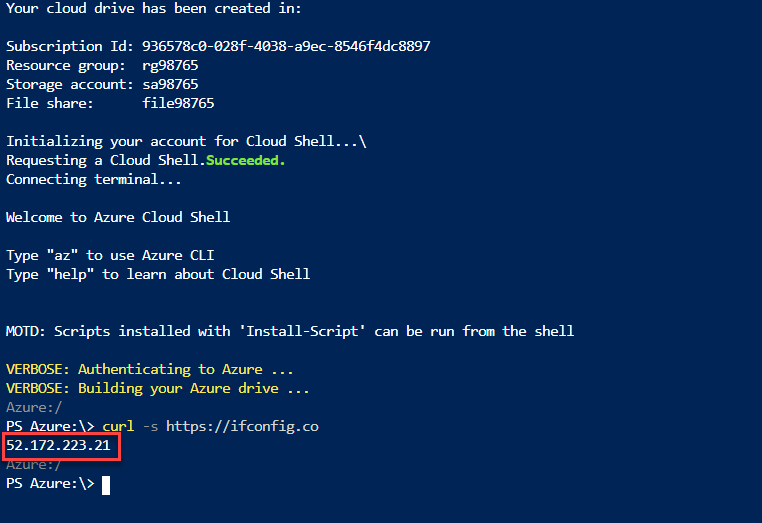 Your cloud drive has been created in:
Subscription Id: 936578c0-028f-4038-a9ec-8546f4dc8897
Resource group:  rg98765
Storage account: sa98765
File share:      file98765
Initializing your account for Cloud Shell...\
Requesting a Cloud Shell.Succeeded.
Connecting terminal...
Welcome to Azure Cloud Shell
Type "az" to use Azure CLI
Type "help" to learn about Cloud Shell
MOTD: Scripts installed with 'Install-Script' can be run from the shell
VERBOSE: Authenticating to Azure ...
VERBOSE: Building your Azure drive ...
Azure:/
PS Azure:\> curl -s https://ifconfig.co
52.172.223.21
Azure:/
PS Azure:\>